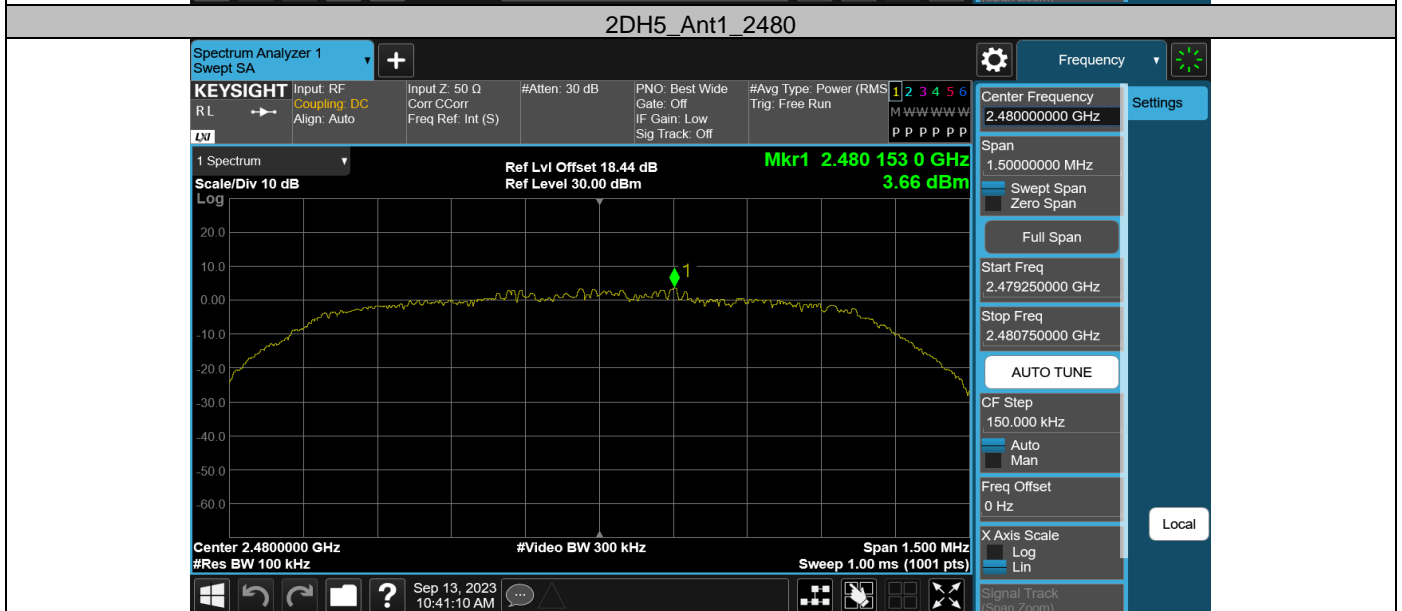 2DH5_Ant1_2480
Spectrum Analyzer 1
Swept SA
+
Frequency
KEYSIGHT
RL
LXI
Input: RF
Coupling: DC
Align: Auto
Input Z: 50 Ω
Corr CCorr
Freq Ref: Int (S)
#Atten: 30 dB
PNO: Best Wide
Gate: Off
IF Gain: Low
Sig Track: Off
#Avg Type: Power (RMS
Trig: Free Run
1 2 3 4 5 6
M W W W W W
P P P P P P
1 Spectrum
Scale/Div 10 dB
Log
Ref Lvl Offset 18.44 dB
Ref Level 30.00 dBm
Mkr1 2.480 153 0 GHz
3.66 dBm
20.0
10.0
0.00
-10.0
-20.0
-30.0
-40.0
-50.0
-60.0
1
Center 2.4800000 GHz
#Res BW 100 kHz
#Video BW 300 kHz
Span 1.500 MHz
Sweep 1.00 ms (1001 pts)
Center Frequency
2.480000000 GHz
Settings
Span
1.50000000 MHz
Swept Span
Zero Span
Full Span
Start Freq
2.479250000 GHz
Stop Freq
2.480750000 GHz
AUTO TUNE
CF Step
150.000 kHz
Auto
Man
Freq Offset
0 Hz
Local
X Axis Scale
Log
Lin
Signal Track
(Span Zoom)
?
Sep 13, 2023
10:41:10 AM